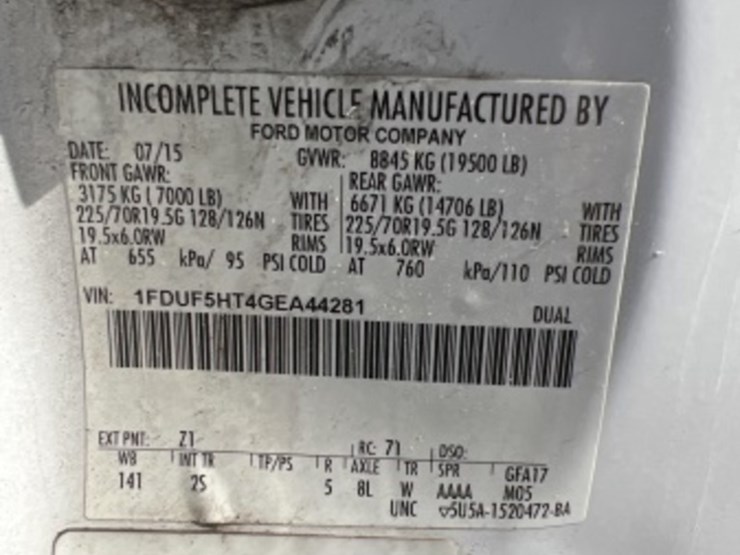 INCOMPLETE VEHICLE MANUFACTURED BY
FORD MOTOR COMPANY
DATE: 07/15 GVWR: 8845 KG (19500 LB)
FRONT GAWR: REAR GAWR:
3175 KG ( 7000 LB) WITH 6671 KG (14706 LB) WITH
225/70R19.5G 128/126N TIRES 225/70R19.5G 128/126N TIRES
19.5x6.0RW RIMS 19.5x6.0RW RIMS
AT 655 kPa/ 95 PSI COLD AT 760 kPa/110 PSI COLD
VIN: 1FDUF5HT4GEA44281 DUAL
EXT PNT: Z1 RC: 71 DSO:
WB INT TR TP/PS R AXLE TR SPR GFA17
141 2S 5 8L W AAAA M05
UNC 5U5A-1520472-BA